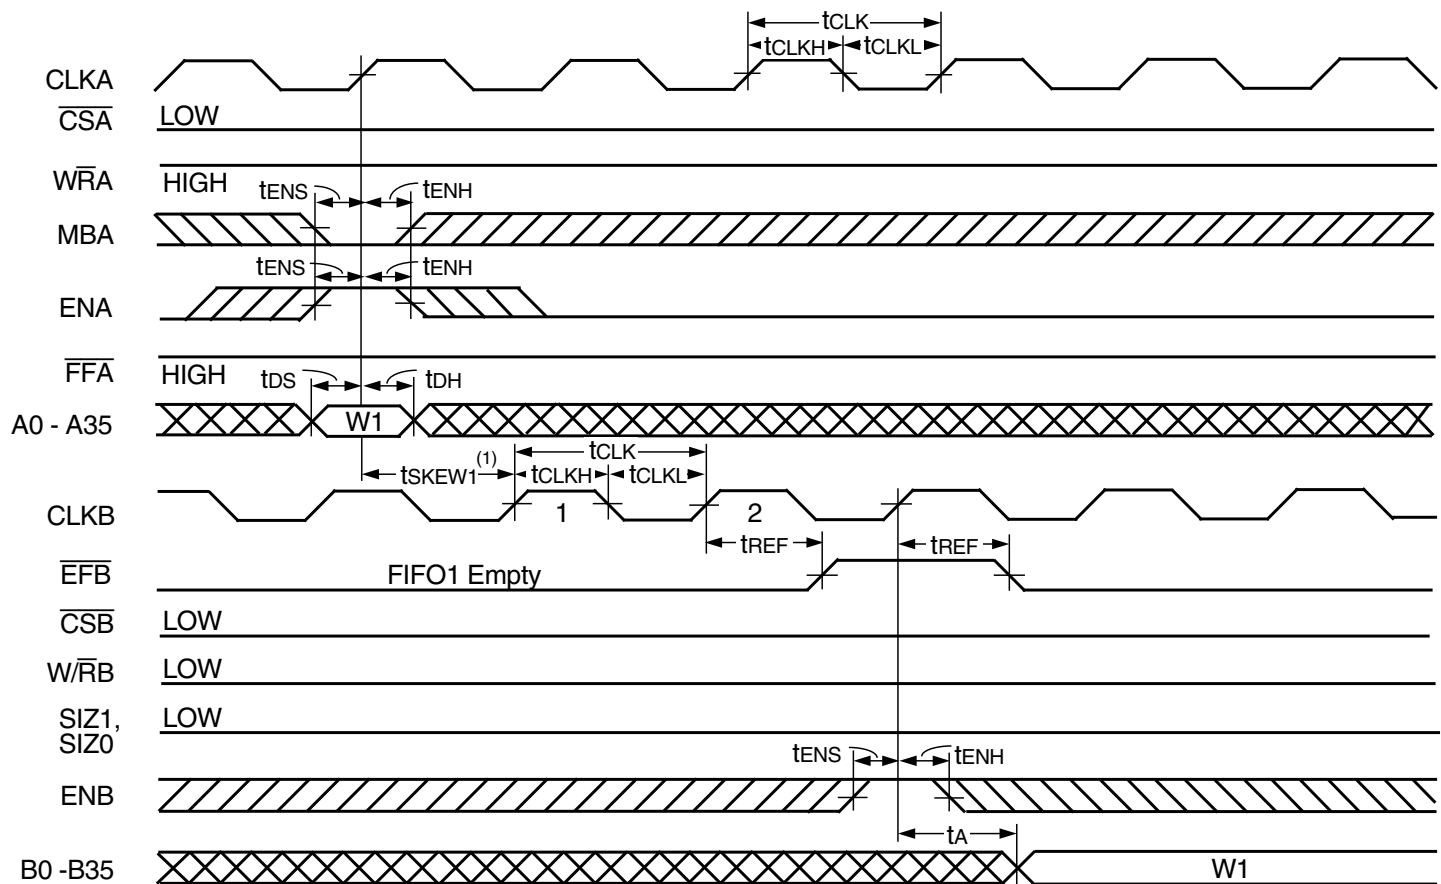 tCLK
tCLKH tCLKL
CLKA
CSA LOW
WRA HIGH
tENS tENH
MBA
tENS tENH
ENA
FFA HIGH
tDS tDH
A0 - A35 W1
tSKEW1(1) tCLK
tCLKH tCLKL
CLKB 1 2
tREF tREF
EFB FIFO1 Empty
CSB LOW
W/RB LOW
SIZ1, LOW
SIZ0
tENS tENH
ENB
tA
B0 -B35 W1